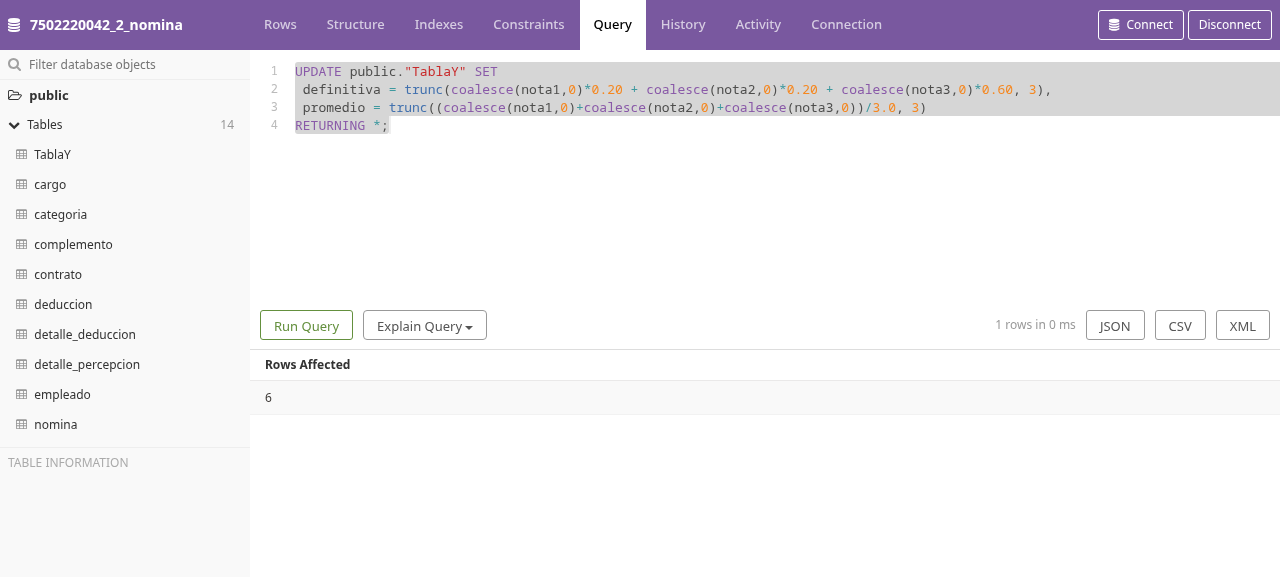 7502220042_2_nomina
Rows Structure Indexes Constraints Query History Activity Connection Connect Disconnect
Filter database objects
public
Tables 14
TablaY
cargo
categoria
complemento
contrato
deduccion
detalle_deduccion
detalle_percepcion
empleado
nomina
TABLE INFORMATION
1 UPDATE public."TablaY" SET
2 definitiva = trunc(coalesce(nota1,0)*0.20 + coalesce(nota2,0)*0.20 + coalesce(nota3,0)*0.60, 3),
3 promedio = trunc((coalesce(nota1,0)+coalesce(nota2,0)+coalesce(nota3,0))/3.0, 3)
4 RETURNING *;
Run Query Explain Query 1 rows in 0 ms JSON CSV XML
Rows Affected
6